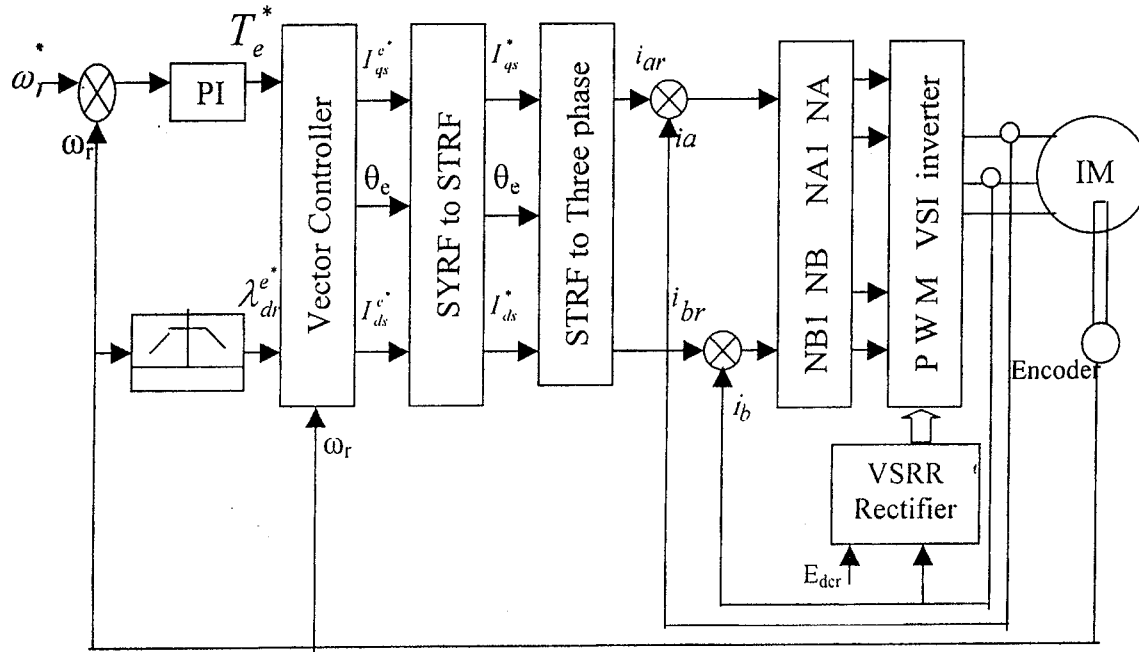 T_e^*
ω_r^*
PI
ω_r
λ_dr^e*
Vector Controller
I_qs^e*
θ_e
I_ds^e*
ω_r
SYRF to STRF
I_qs^*
θ_e
I_ds^*
STRF to Three phase
i_ar
ia
i_br
i_b
NB1 NB NA1 NA
P W M VSI inverter
IM
Encoder
VSRR
Rectifier
E_dcr